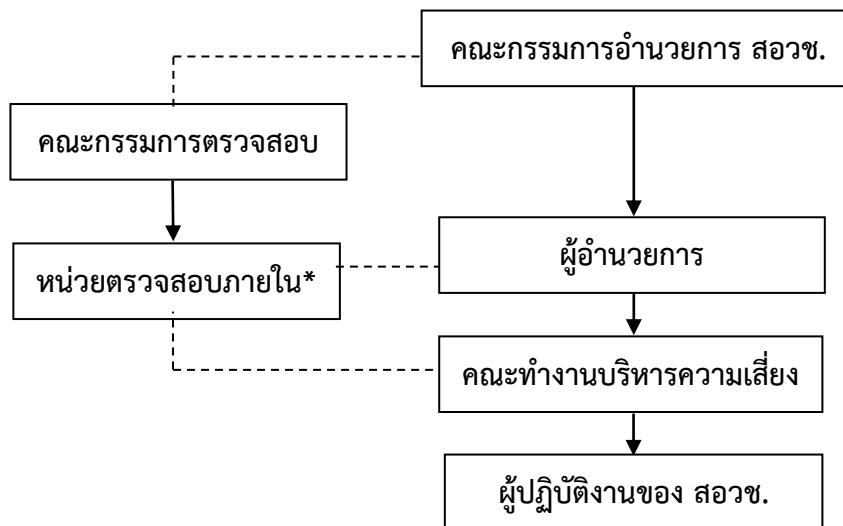 คณะกรรมการอำนวยการ สอวช.
คณะกรรมการตรวจสอบ
หน่วยตรวจสอบภายใน*
ผู้อำนวยการ
คณะทำงานบริหารความเสี่ยง
ผู้ปฏิบัติงานของ สอวช.